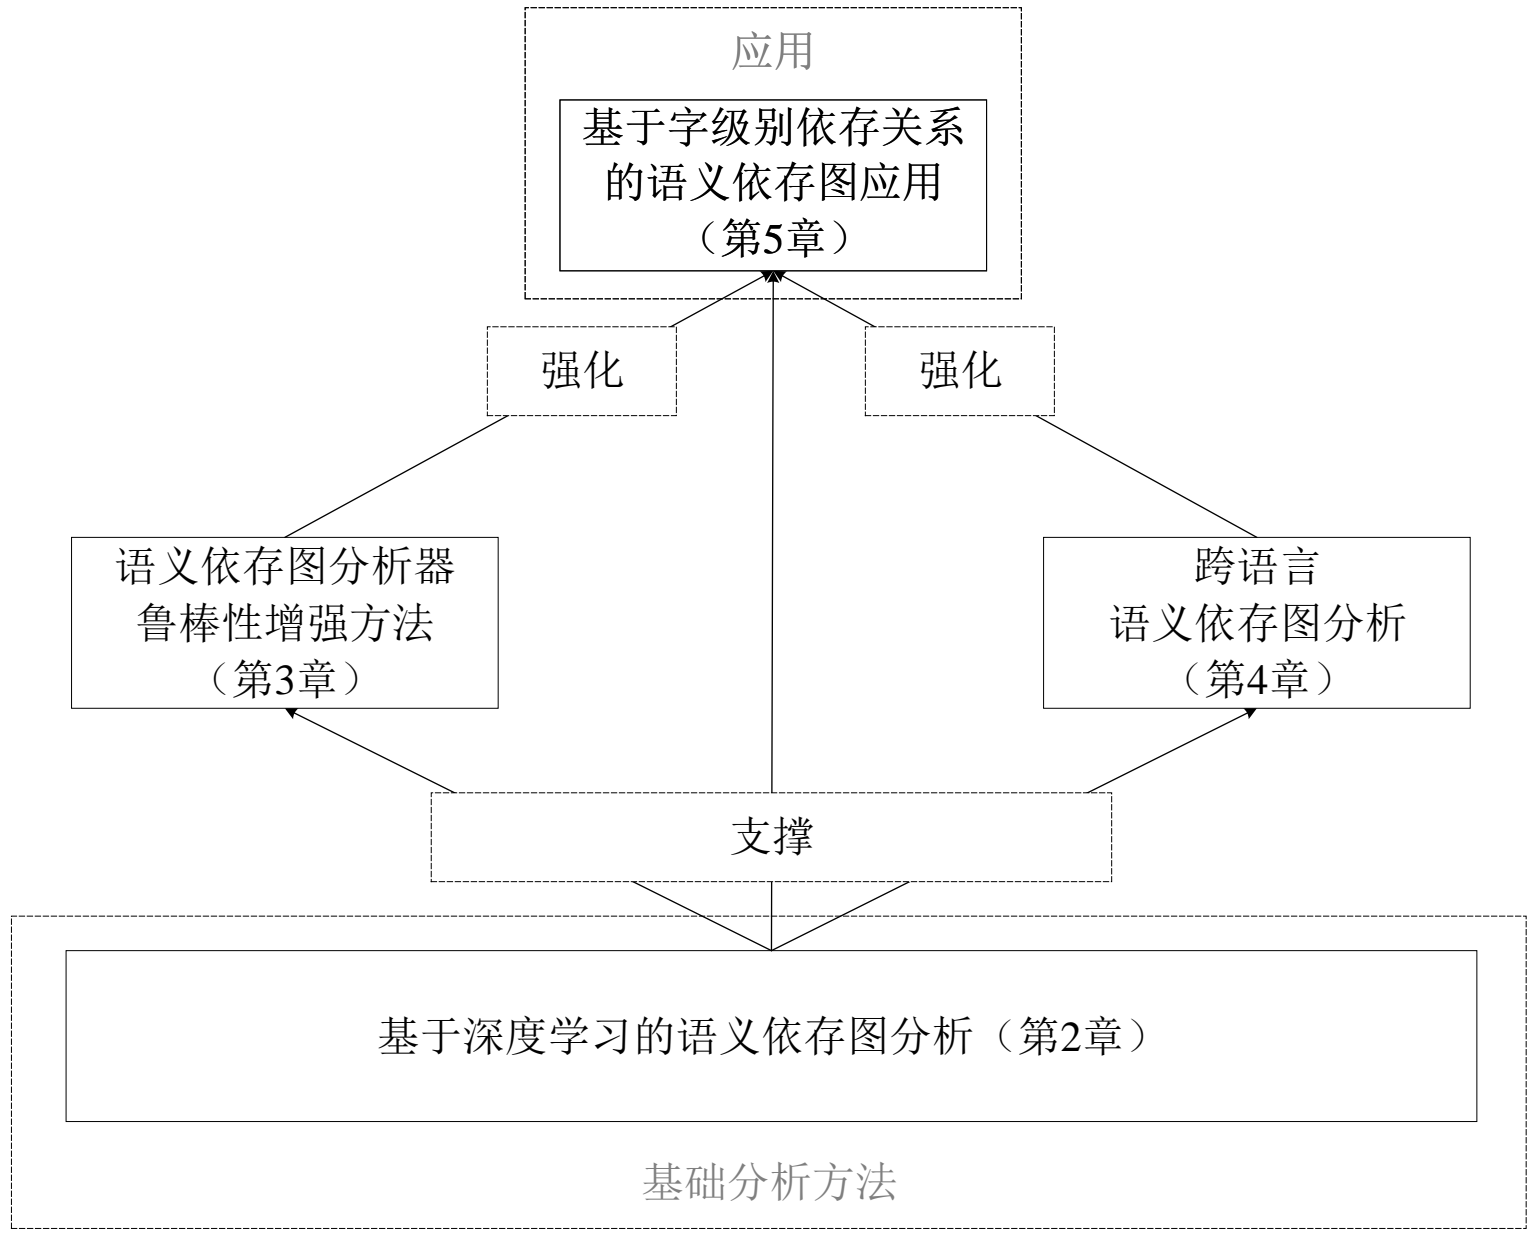 应用
基于字级别依存关系
的语义依存图应用
（第5章）
强化
强化
语义依存图分析器
鲁棒性增强方法
（第3章）
跨语言
语义依存图分析
（第4章）
支撑
基于深度学习的语义依存图分析（第2章）
基础分析方法